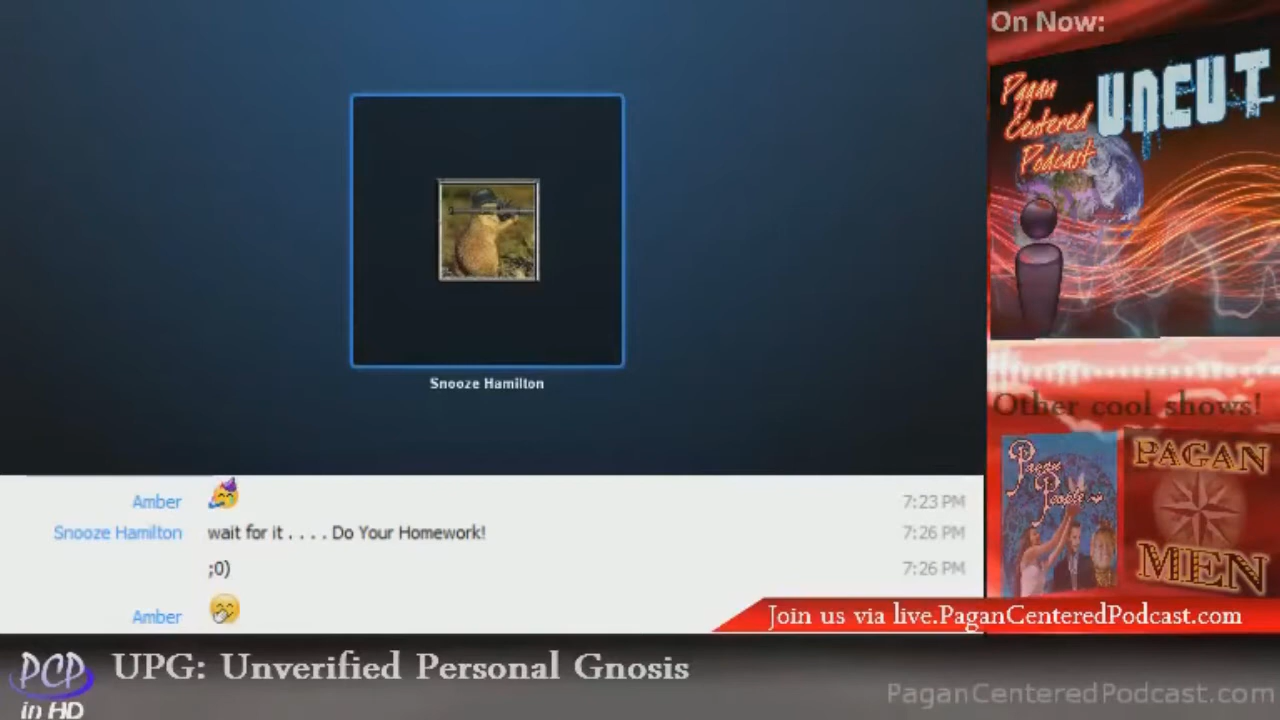 On Now:
Pagan
Centered
Podcast
UNCUT
Snooze Hamilton
Amber
7:23 PM
Snooze Hamilton wait for it . . . . Do Your Homework! 7:26 PM
;0) 7:26 PM
Amber
Other cool shows!
Pagan
People
PAGAN
MEN
Join us via live.PaganCenteredPodcast.com
PCP
in HD
UPG: Unverified Personal Gnosis
PaganCenteredPodcast.com